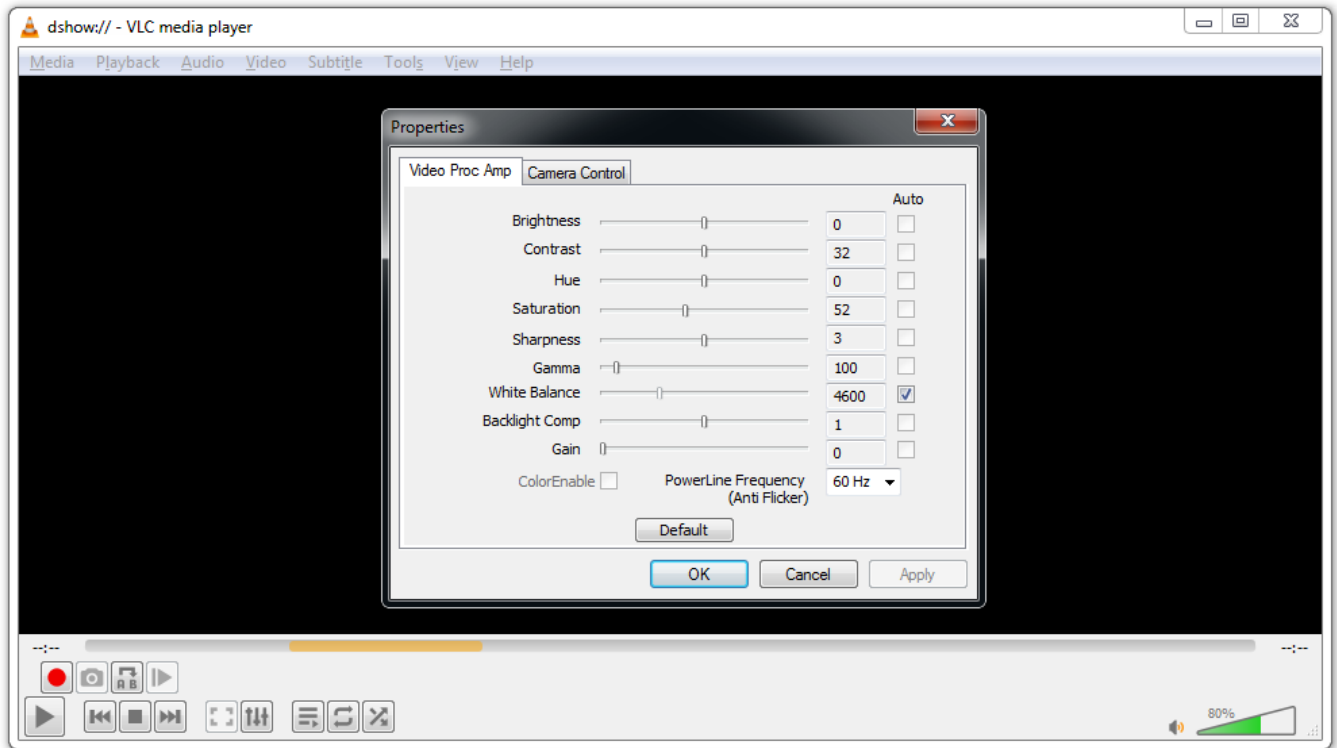 dshow:// - VLC media player
Media Playback Audio Video Subtitle Tools View Help
Properties
Video Proc Amp Camera Control
Auto
Brightness 0
Contrast 32
Hue 0
Saturation 52
Sharpness 3
Gamma 100
White Balance 4600
Backlight Comp 1
Gain 0
ColorEnable PowerLine Frequency 60 Hz
(Anti Flicker)
Default
OK Cancel Apply
--:-- --:--
A B
80%